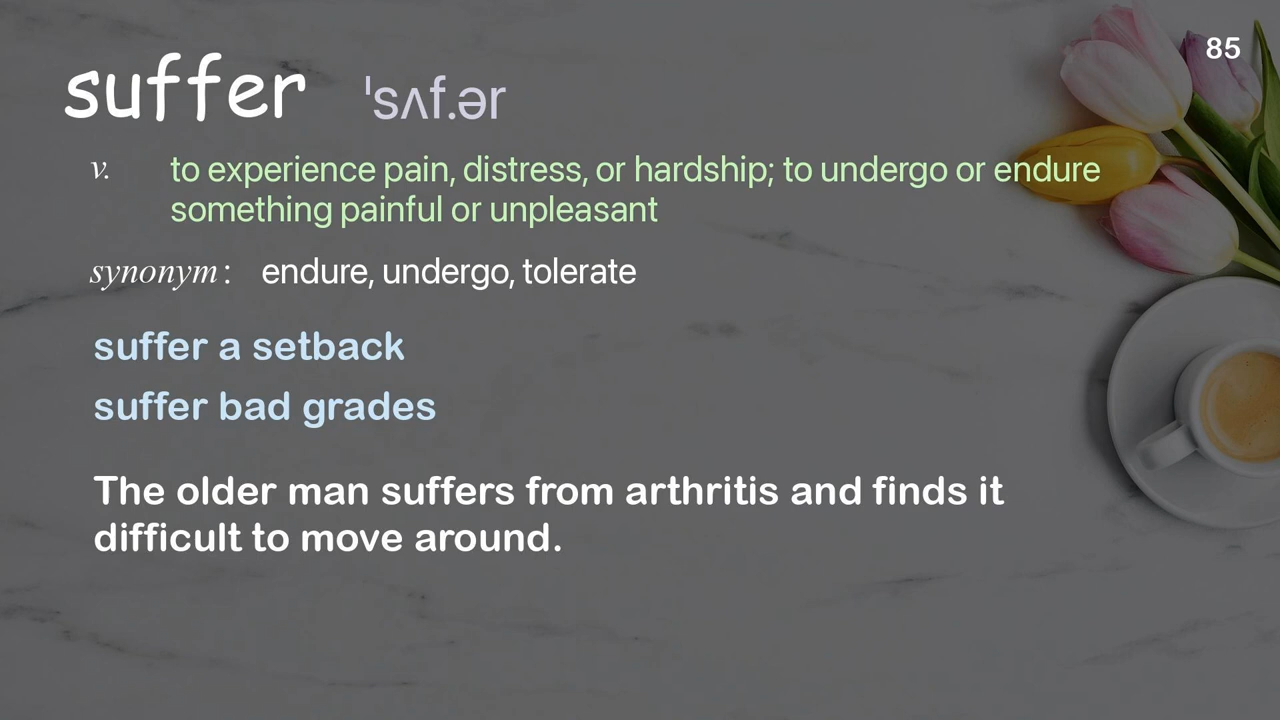 85
suffer ˈsʌf.ər
v. to experience pain, distress, or hardship; to undergo or endure
something painful or unpleasant
synonym: endure, undergo, tolerate
suffer a setback
suffer bad grades
The older man suffers from arthritis and finds it
difficult to move around.